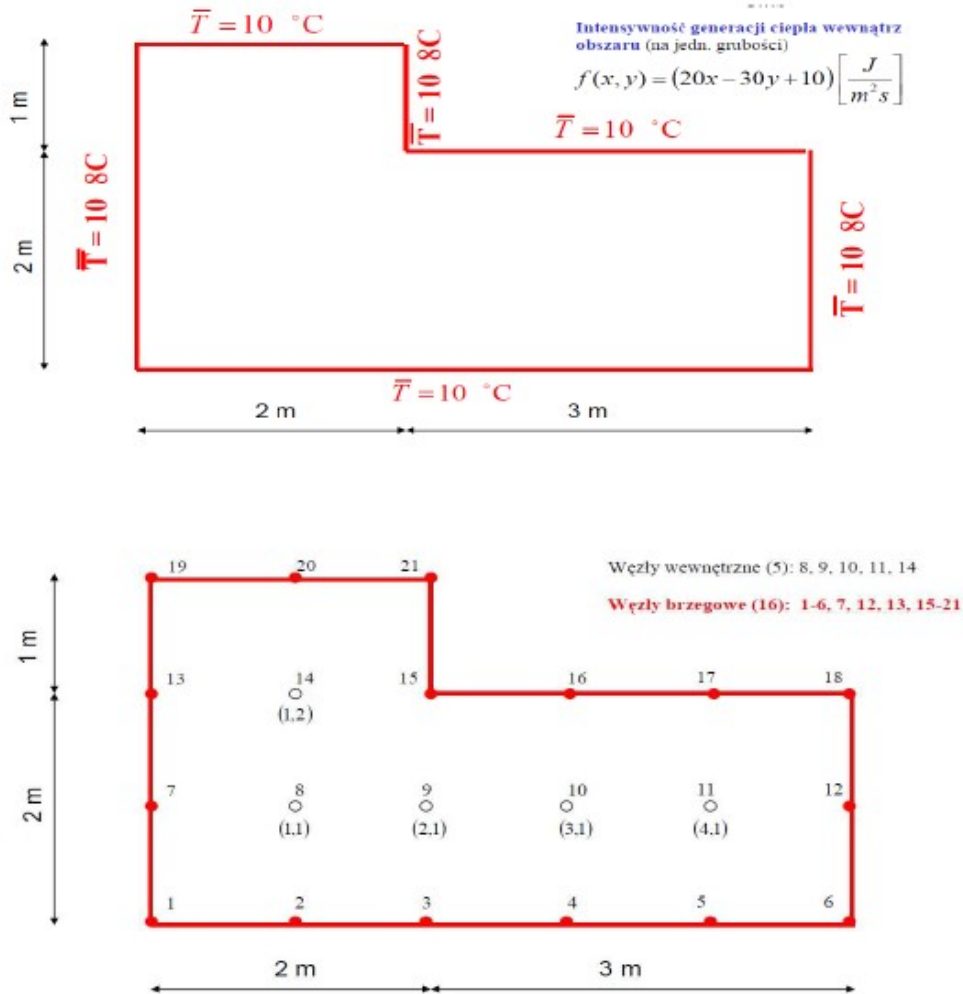 T̅ = 10 °C
Intensywność generacji ciepła wewnątrz
obszaru (na jedn. grubości)
f(x, y) = (20x − 30y + 10) [J / m² s]
1 m
T̅ = 10 8C
T̅ = 10 °C
T̅ = 10 8C
2 m
T̅ = 10 8C
T̅ = 10 °C
2 m
3 m
19
20
21
Węzły wewnętrzne (5): 8, 9, 10, 11, 14
Węzły brzegowe (16): 1-6, 7, 12, 13, 15-21
1 m
13
14
15
16
17
18
(1,2)
2 m
7
8
9
10
11
12
(1,1)
(2,1)
(3,1)
(4,1)
1
2
3
4
5
6
2 m
3 m